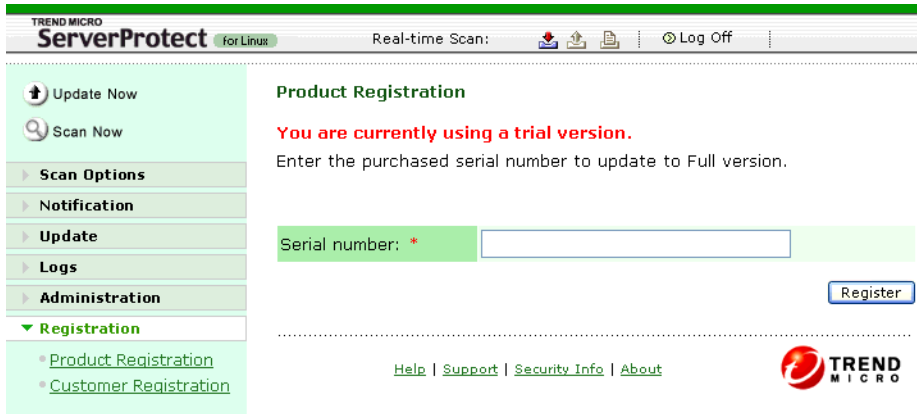 TREND MICRO
ServerProtect for Linux
Real-time Scan:
Log Off
Update Now
Scan Now
Scan Options
Notification
Update
Logs
Administration
Registration
Product Registration
Customer Registration
Product Registration
You are currently using a trial version.
Enter the purchased serial number to update to Full version.
Serial number: *
Register
Help | Support | Security Info | About
TREND
MICRO